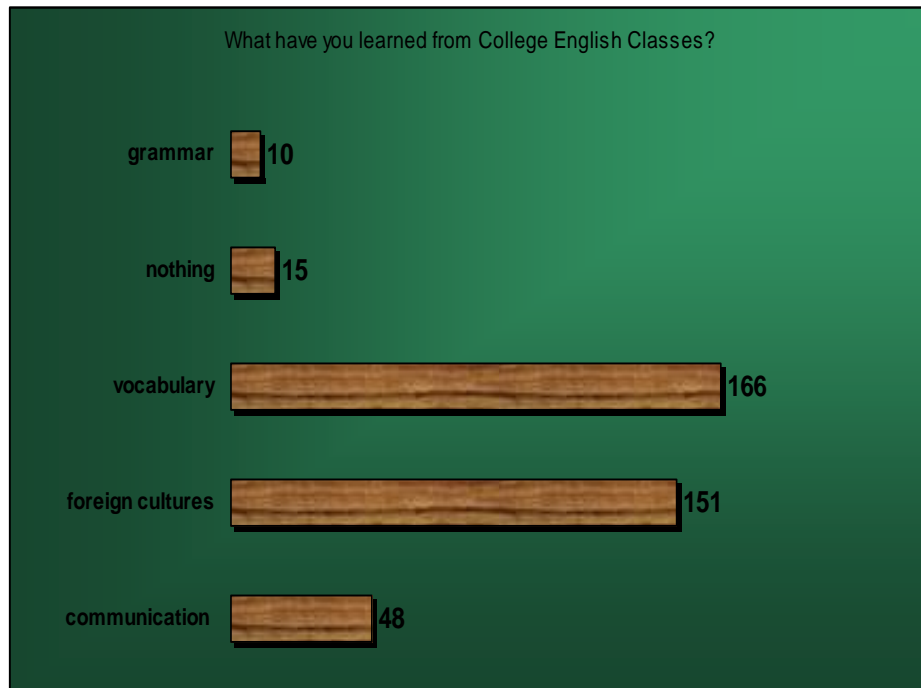 What have you learned from College English Classes?
grammar 10
nothing 15
vocabulary 166
foreign cultures 151
communication 48